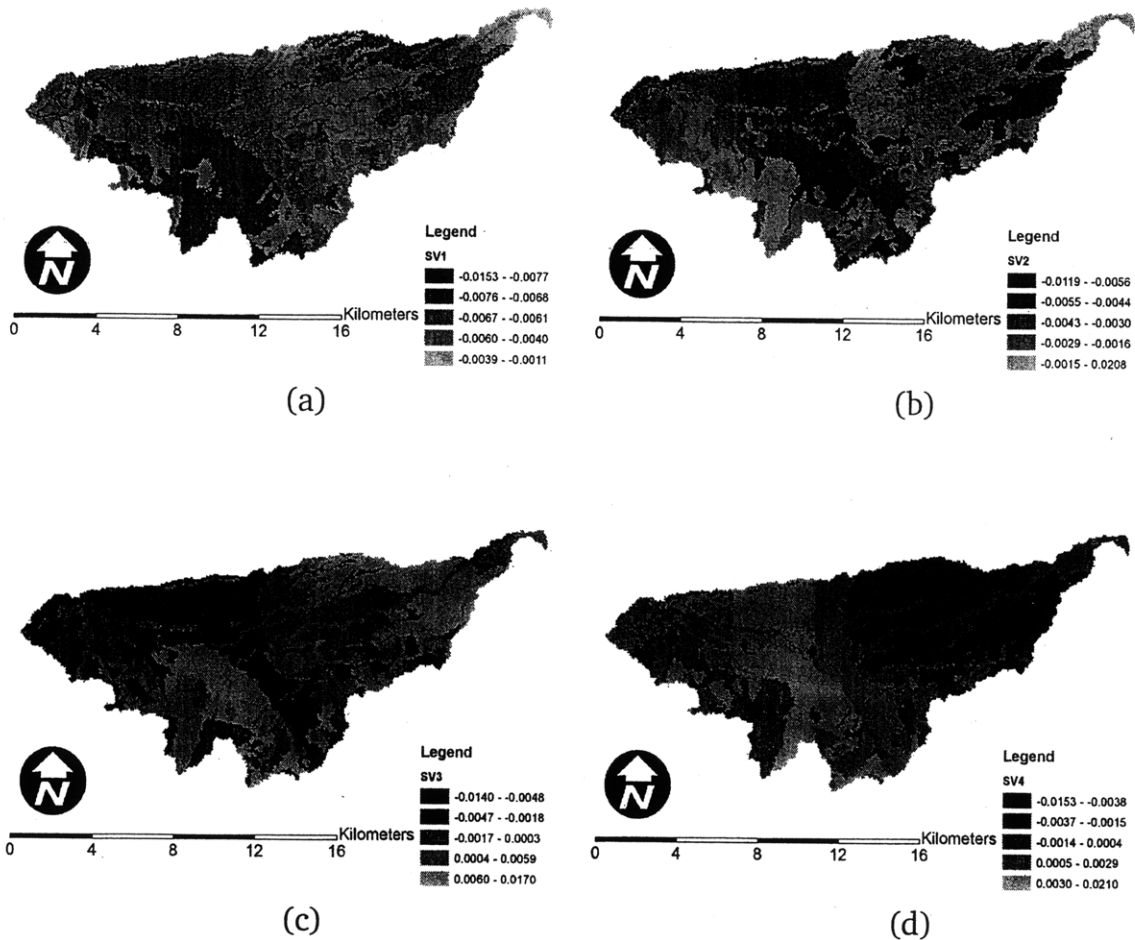 Legend
SV1
-0.0153 - -0.0077
-0.0076 - -0.0068
-0.0067 - -0.0061
-0.0060 - -0.0040
-0.0039 - -0.0011
N
Kilometers
0 4 8 12 16
(a)
Legend
SV2
-0.0119 - -0.0056
-0.0055 - -0.0044
-0.0043 - -0.0030
-0.0029 - -0.0016
-0.0015 - 0.0208
N
Kilometers
0 4 8 12 16
(b)
Legend
SV3
-0.0140 - -0.0048
-0.0047 - -0.0018
-0.0017 - 0.0003
0.0004 - 0.0059
0.0060 - 0.0170
N
Kilometers
0 4 8 12 16
(c)
Legend
SV4
-0.0153 - -0.0038
-0.0037 - -0.0015
-0.0014 - 0.0004
0.0005 - 0.0029
0.0030 - 0.0210
N
Kilometers
0 4 8 12 16
(d)